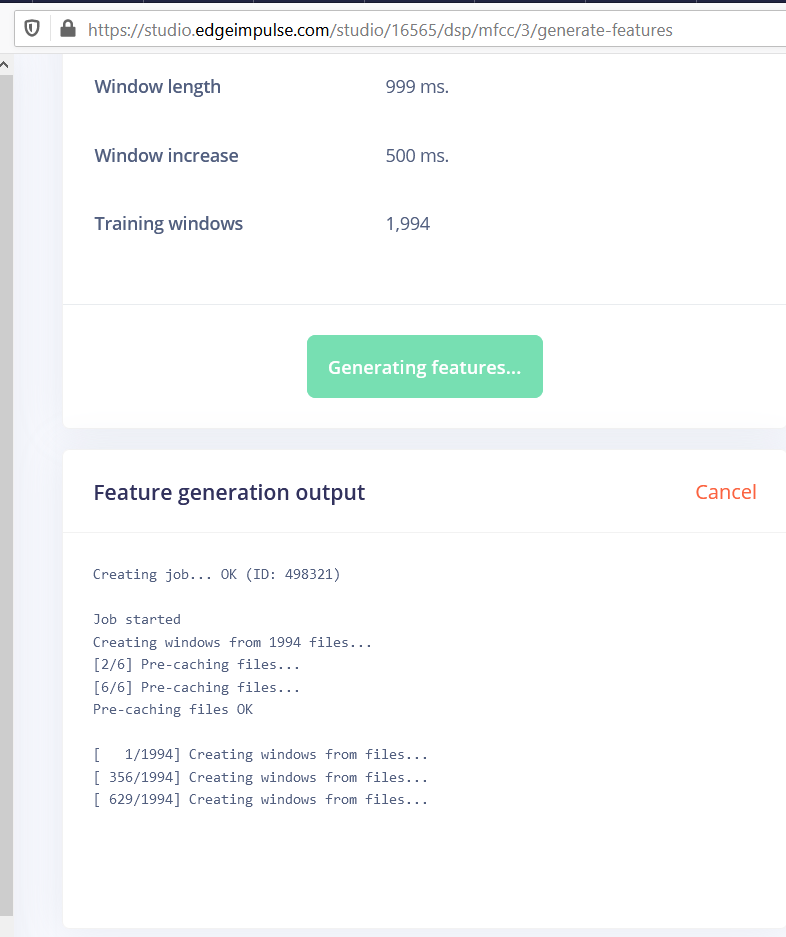 https://studio.edgeimpulse.com/studio/16565/dsp/mfcc/3/generate-features
Window length 999 ms.
Window increase 500 ms.
Training windows 1,994
Generating features...
Feature generation output Cancel
Creating job... OK (ID: 498321)
Job started
Creating windows from 1994 files...
[2/6] Pre-caching files...
[6/6] Pre-caching files...
Pre-caching files OK
[   1/1994] Creating windows from files...
[ 356/1994] Creating windows from files...
[ 629/1994] Creating windows from files...